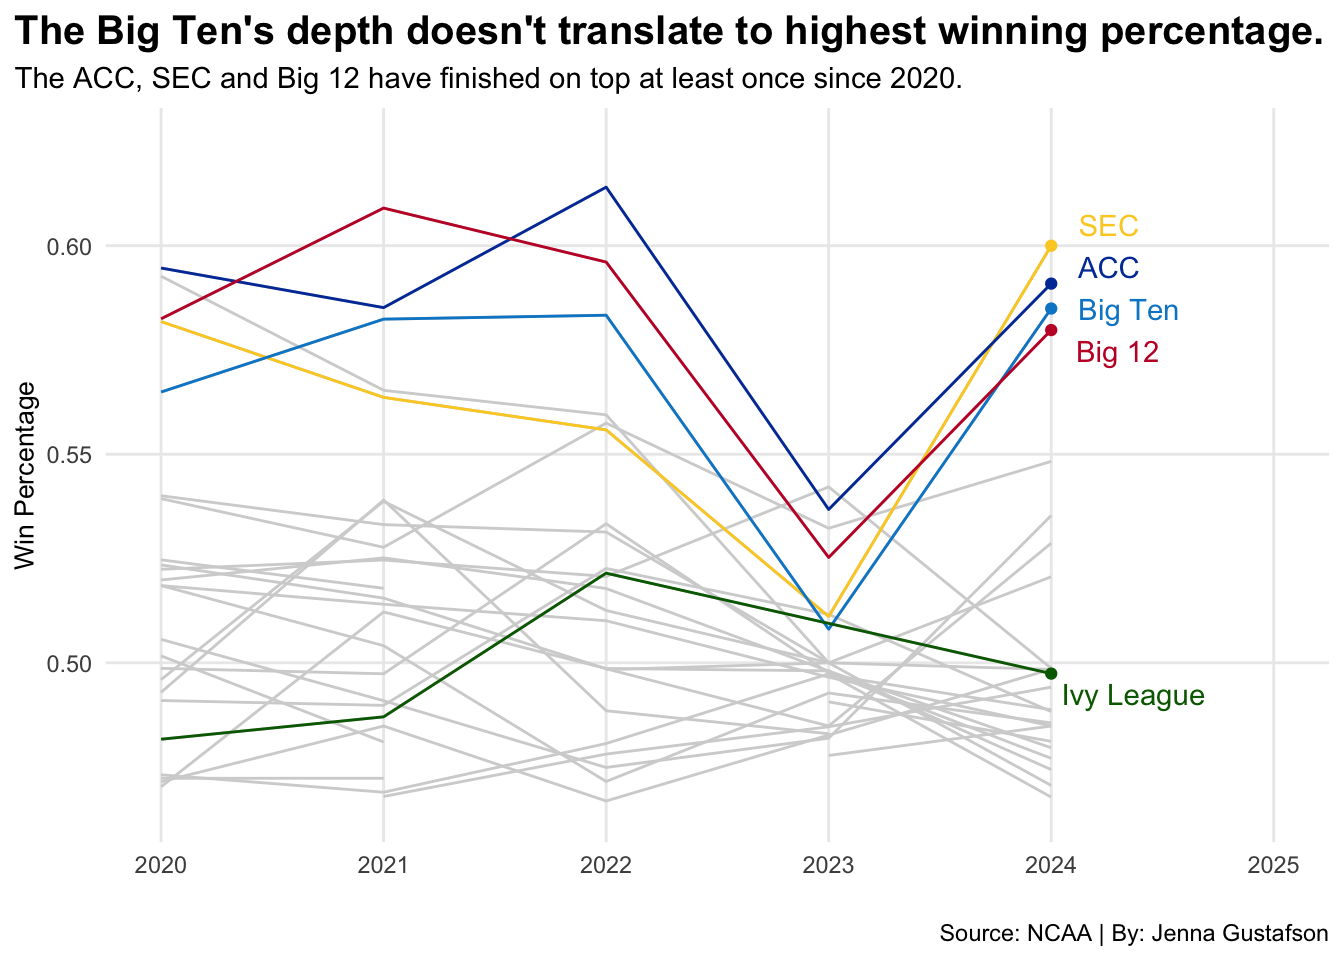 The Big Ten's depth doesn't translate to highest winning percentage.
The ACC, SEC and Big 12 have finished on top at least once since 2020.
Win Percentage
0.60
0.55
0.50
SEC
ACC
Big Ten
Big 12
Ivy League
2020 2021 2022 2023 2024 2025
Source: NCAA | By: Jenna Gustafson